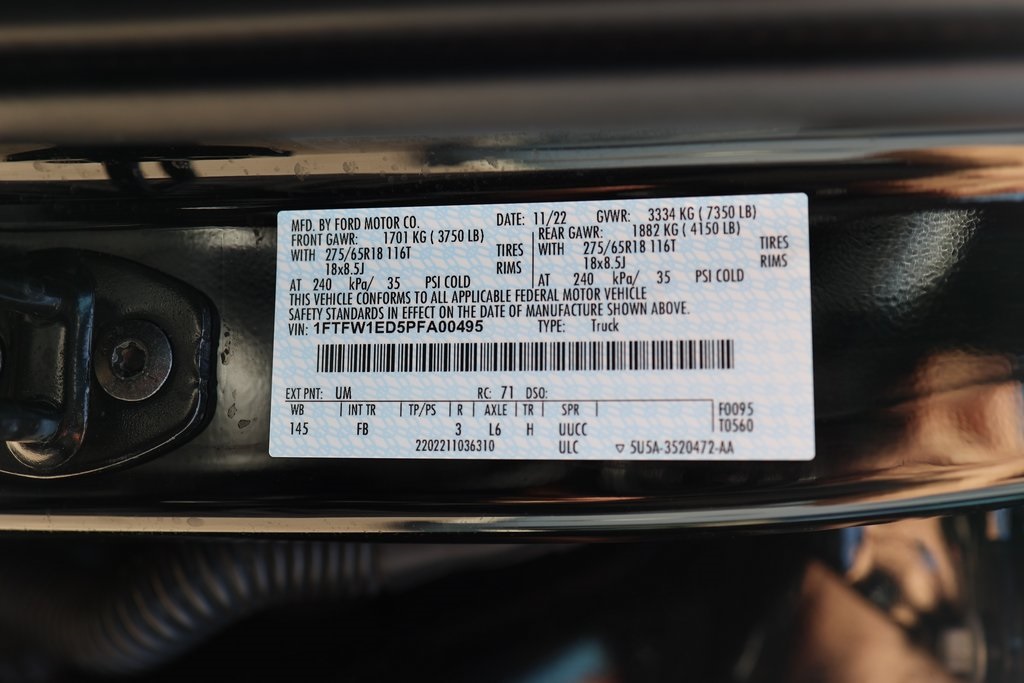 MFD. BY FORD MOTOR CO. DATE: 11/22 GVWR: 3334 KG ( 7350 LB)
FRONT GAWR: 1701 KG ( 3750 LB) REAR GAWR: 1882 KG ( 4150 LB)
WITH 275/65R18 116T TIRES WITH 275/65R18 116T TIRES
18x8.5J RIMS 18x8.5J RIMS
AT 240 kPa/ 35 PSI COLD AT 240 kPa/ 35 PSI COLD
THIS VEHICLE CONFORMS TO ALL APPLICABLE FEDERAL MOTOR VEHICLE
SAFETY STANDARDS IN EFFECT ON THE DATE OF MANUFACTURE SHOWN ABOVE.
VIN: 1FTFW1ED5PFA00495 TYPE: Truck
EXT PNT: UM RC: 71 DSO:
WB INT TR TP/PS R AXLE TR SPR F0095
145 FB 3 L6 H UUCC T0560
2202211036310 ULC ▽ 5U5A-3520472-AA